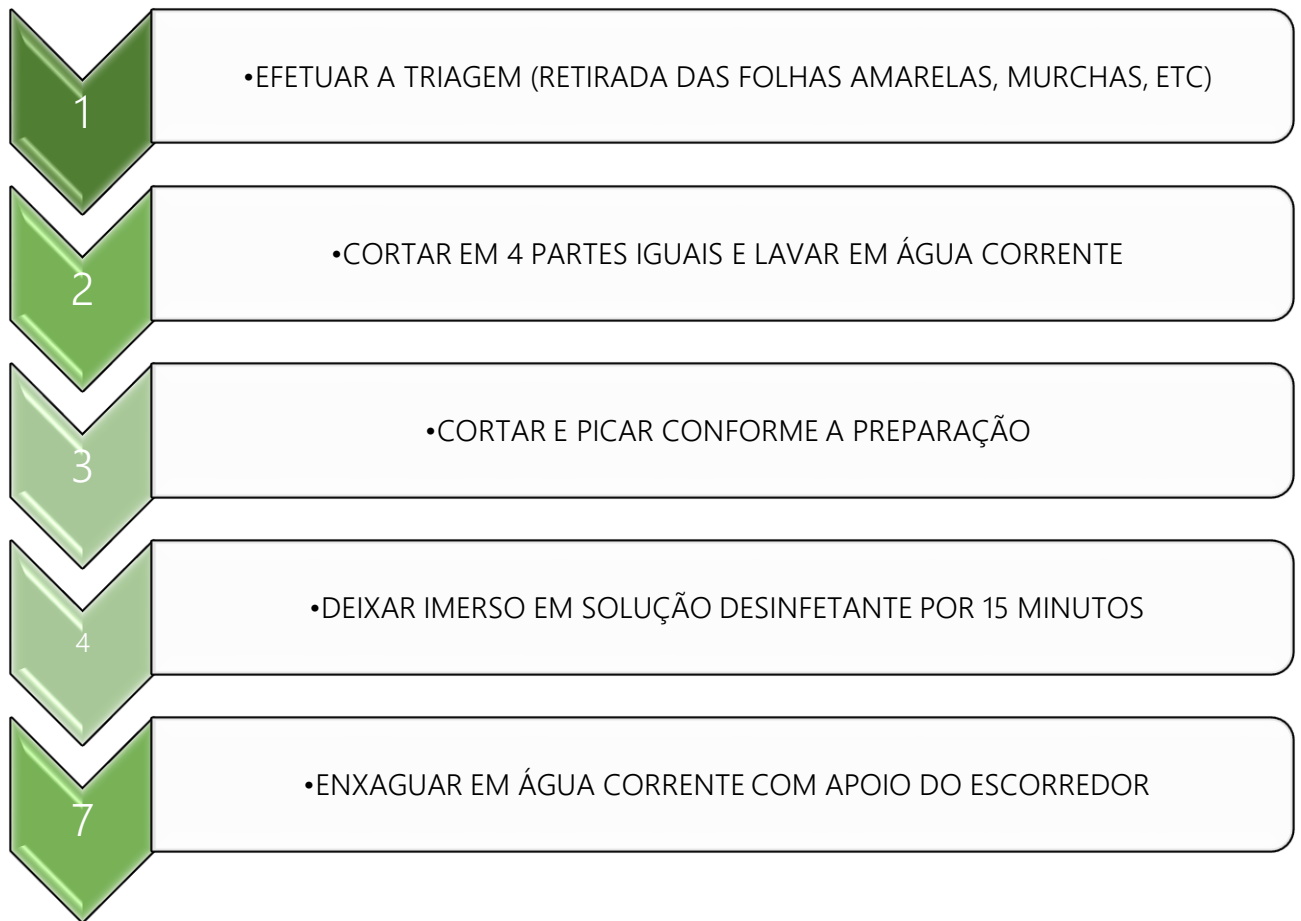 1
•EFETUAR A TRIAGEM (RETIRADA DAS FOLHAS AMARELAS, MURCHAS, ETC)
2
•CORTAR EM 4 PARTES IGUAIS E LAVAR EM ÁGUA CORRENTE
3
•CORTAR E PICAR CONFORME A PREPARAÇÃO
4
•DEIXAR IMERSO EM SOLUÇÃO DESINFETANTE POR 15 MINUTOS
7
•ENXAGUAR EM ÁGUA CORRENTE COM APOIO DO ESCORREDOR